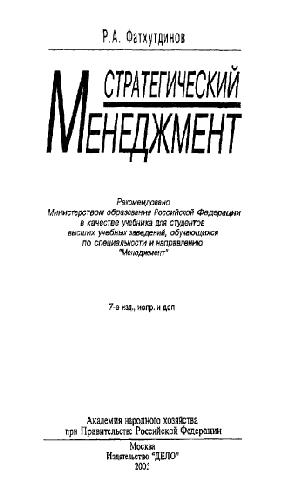 Р.А. Фатхутдинов
СТРАТЕГИЧЕСКИЙ
МЕНЕДЖМЕНТ
Рекомендовано
Министерством образования Российской Федерации
в качестве учебника для студентов
высших учебных заведений, обучающихся
по специальности и направлению
"Менеджмент"
7-е изд., испр. и доп
Академия народного хозяйства
при Правительстве Российской Федерации
Москва
Издательство "ДЕЛО"